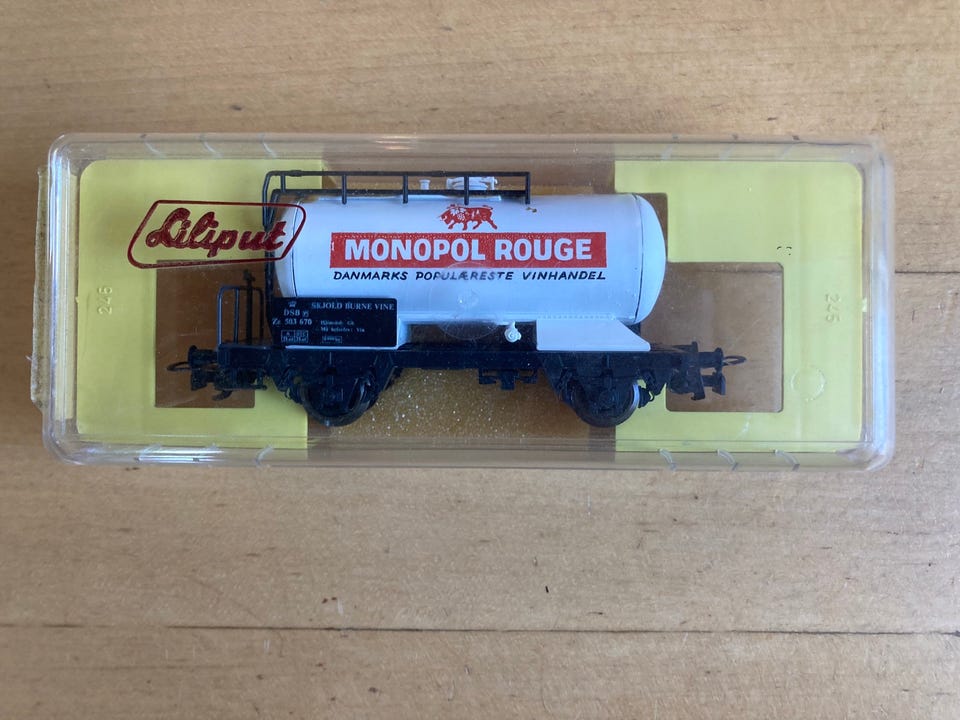 Liliput
MONOPOL ROUGE
DANMARKS POPULÆRESTE VINHANDEL
SKJOLD BURNE VINE
DSB
503 670
246
246